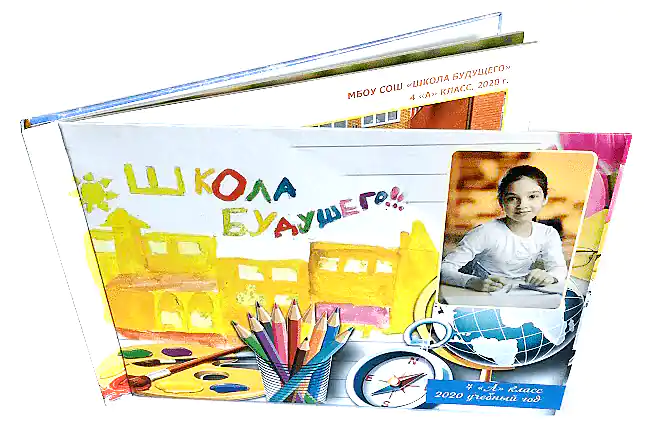 МБОУ СОШ «ШКОЛА БУДУЩЕГО»
4 «А» КЛАСС, 2020 г.
ШКОЛА
БУДУЩЕГО!!!
4 «А» класс
2020 учебный год